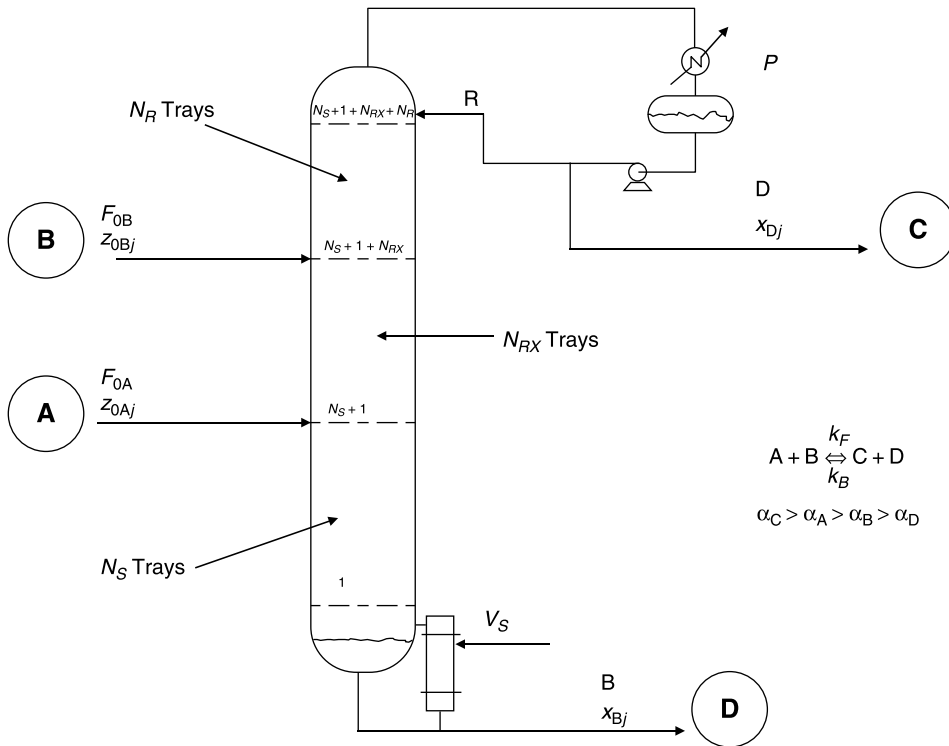 P
R
N_S + 1 + N_RX + N_R
N_R Trays
D
x_Dj
C
B
F_0B
z_0Bj
N_S + 1 + N_RX
N_RX Trays
A
F_0A
z_0Aj
N_S + 1
k_F
A + B ⇔ C + D
k_B
α_C > α_A > α_B > α_D
N_S Trays
1
V_S
B
x_Bj
D